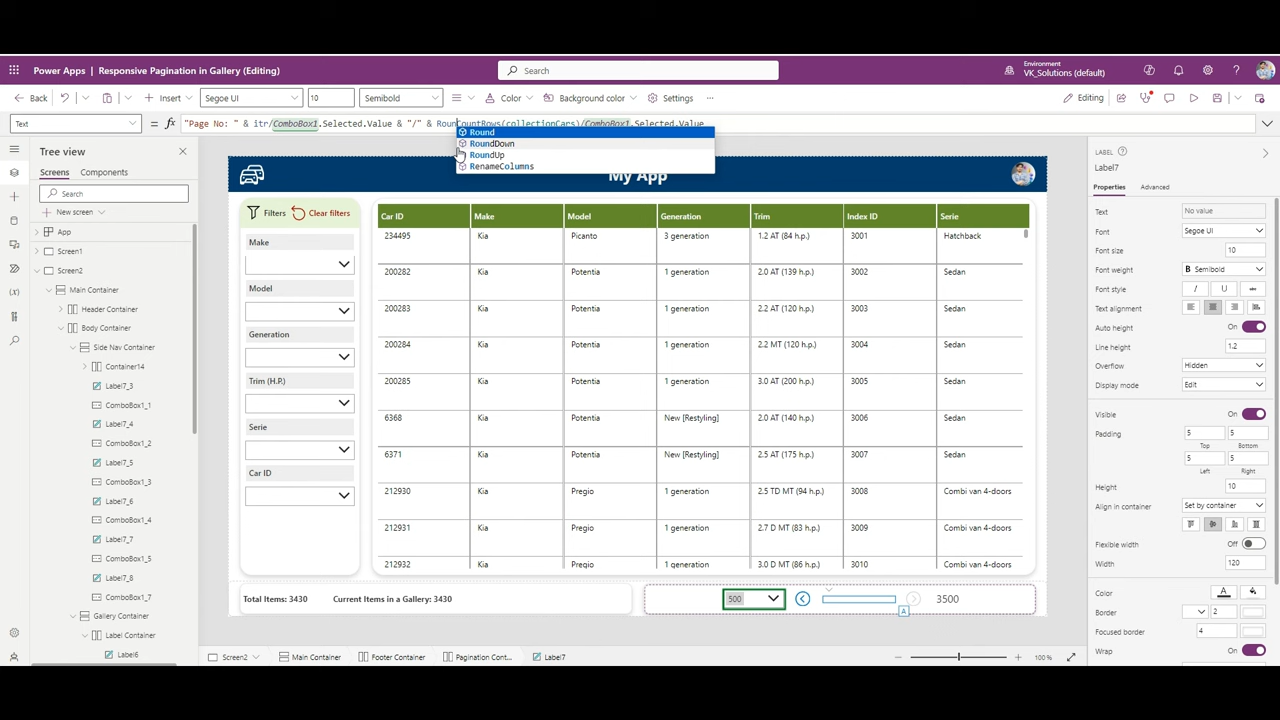 Power Apps | Responsive Pagination in Gallery (Editing)
Search
Environment
VK_Solutions (default)
Back
Insert
Segoe UI
10
Semibold
Color
Background color
Settings
Editing
Text
= fx "Page No: " & itr/ComboBox1.Selected.Value & "/" & RounCountRows(collectionCars)/ComboBox1.Selected.Value
Round
RoundDown
RoundUp
RenameColumns
Tree view
Screens
Components
Search
New screen
App
Screen1
Screen2
Main Container
Header Container
Body Container
Side Nav Container
Container14
Label7_3
ComboBox1_1
Label7_4
ComboBox1_2
Label7_5
ComboBox1_3
Label7_6
ComboBox1_4
Label7_7
ComboBox1_5
Label7_8
ComboBox1_7
Gallery Container
Label Container
Label6
My App
Filters
Clear filters
Make
Model
Generation
Trim (H.P.)
Serie
Car ID
Car ID Make Model Generation Trim Index ID Serie
234495 Kia Picanto 3 generation 1.2 AT (84 h.p.) 3001 Hatchback
200282 Kia Potentia 1 generation 2.0 AT (139 h.p.) 3002 Sedan
200283 Kia Potentia 1 generation 2.2 AT (120 h.p.) 3003 Sedan
200284 Kia Potentia 1 generation 2.2 MT (120 h.p.) 3004 Sedan
200285 Kia Potentia 1 generation 3.0 AT (200 h.p.) 3005 Sedan
6368 Kia Potentia New [Restyling] 2.0 AT (140 h.p.) 3006 Sedan
6371 Kia Potentia New [Restyling] 2.5 AT (175 h.p.) 3007 Sedan
212930 Kia Pregio 1 generation 2.5 TD MT (94 h.p.) 3008 Combi van 4-doors
212931 Kia Pregio 1 generation 2.7 D MT (83 h.p.) 3009 Combi van 4-doors
212932 Kia Pregio 1 generation 3.0 D MT (86 h.p.) 3010 Combi van 4-doors
Total Items: 3430 Current Items in a Gallery: 3430
500
3500
A
LABEL
Label7
Properties
Advanced
Text No value
Font Segoe UI
Font size 10
Font weight B Semibold
Font style / U abc
Text alignment
Auto height On
Line height 1.2
Overflow Hidden
Display mode Edit
Visible On
Padding 5 5
Top Bottom
5 5
Left Right
Height 10
Align in container Set by container
Flexible width Off
Width 120
Color A
Border 2
Focused border 4
Wrap On
Screen2
Main Container
Footer Container
Pagination Cont...
Label7
100 %